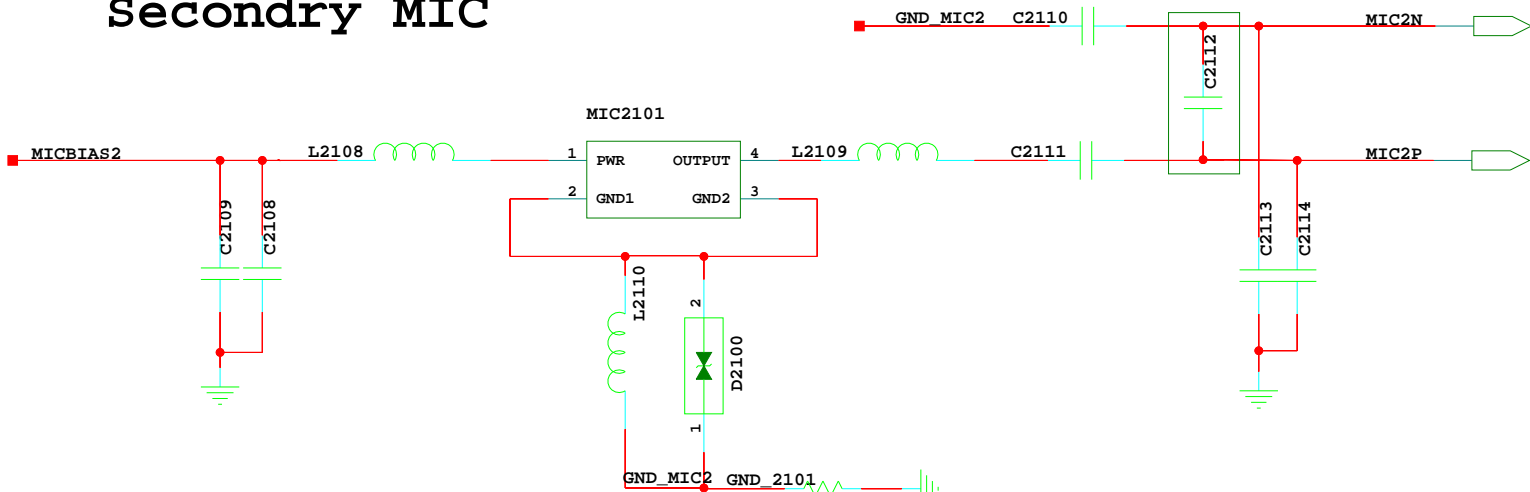 Secondry MIC
GND_MIC2 C2110 MIC2N
C2112
MIC2101
MICBIAS2 L2108 1 PWR OUTPUT 4 L2109 C2111 MIC2P
2 GND1 GND2 3
C2109 C2108 C2113 C2114
L2110 2
D2100
1
GND_MIC2 GND_2101